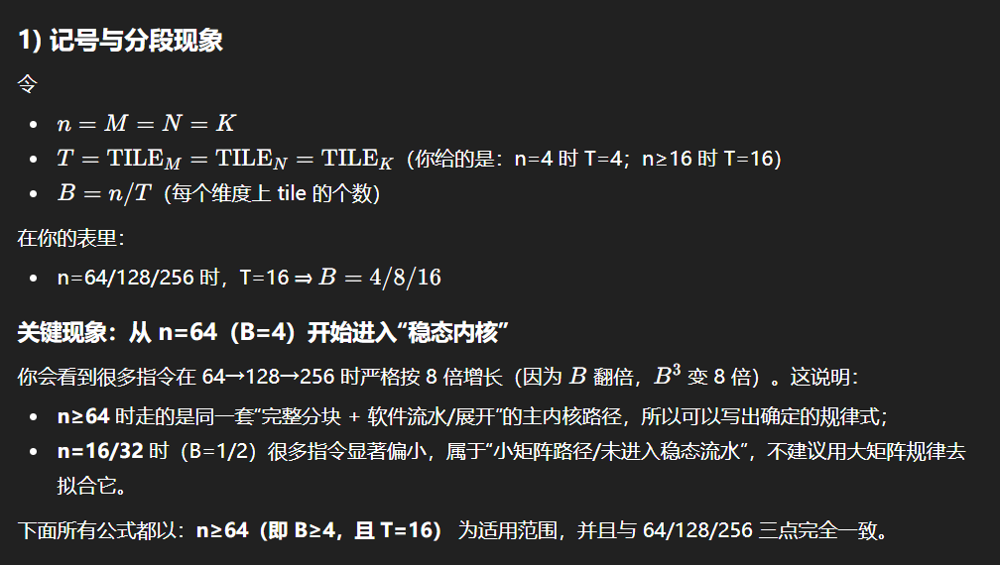 1) 记号与分段现象
令
• n = M = N = K
• T = TILE_M = TILE_N = TILE_K（你给的是：n=4 时 T=4；n≥16 时 T=16）
• B = n/T（每个维度上 tile 的个数）
在你的表里：
• n=64/128/256 时，T=16 ⇒ B = 4/8/16
关键现象：从 n=64（B=4）开始进入“稳态内核”
你会看到很多指令在 64→128→256 时严格按 8 倍增长（因为 B 翻倍，B³ 变 8 倍）。这说明：
• n≥64 时走的是同一套“完整分块 + 软件流水/展开”的主内核路径，所以可以写出确定的规律式；
• n=16/32 时（B=1/2）很多指令显著偏小，属于“小矩阵路径/未进入稳态流水”，不建议用大矩阵规律去
拟合它。
下面所有公式都以：n≥64（即 B≥4，且 T=16） 为适用范围，并且与 64/128/256 三点完全一致。